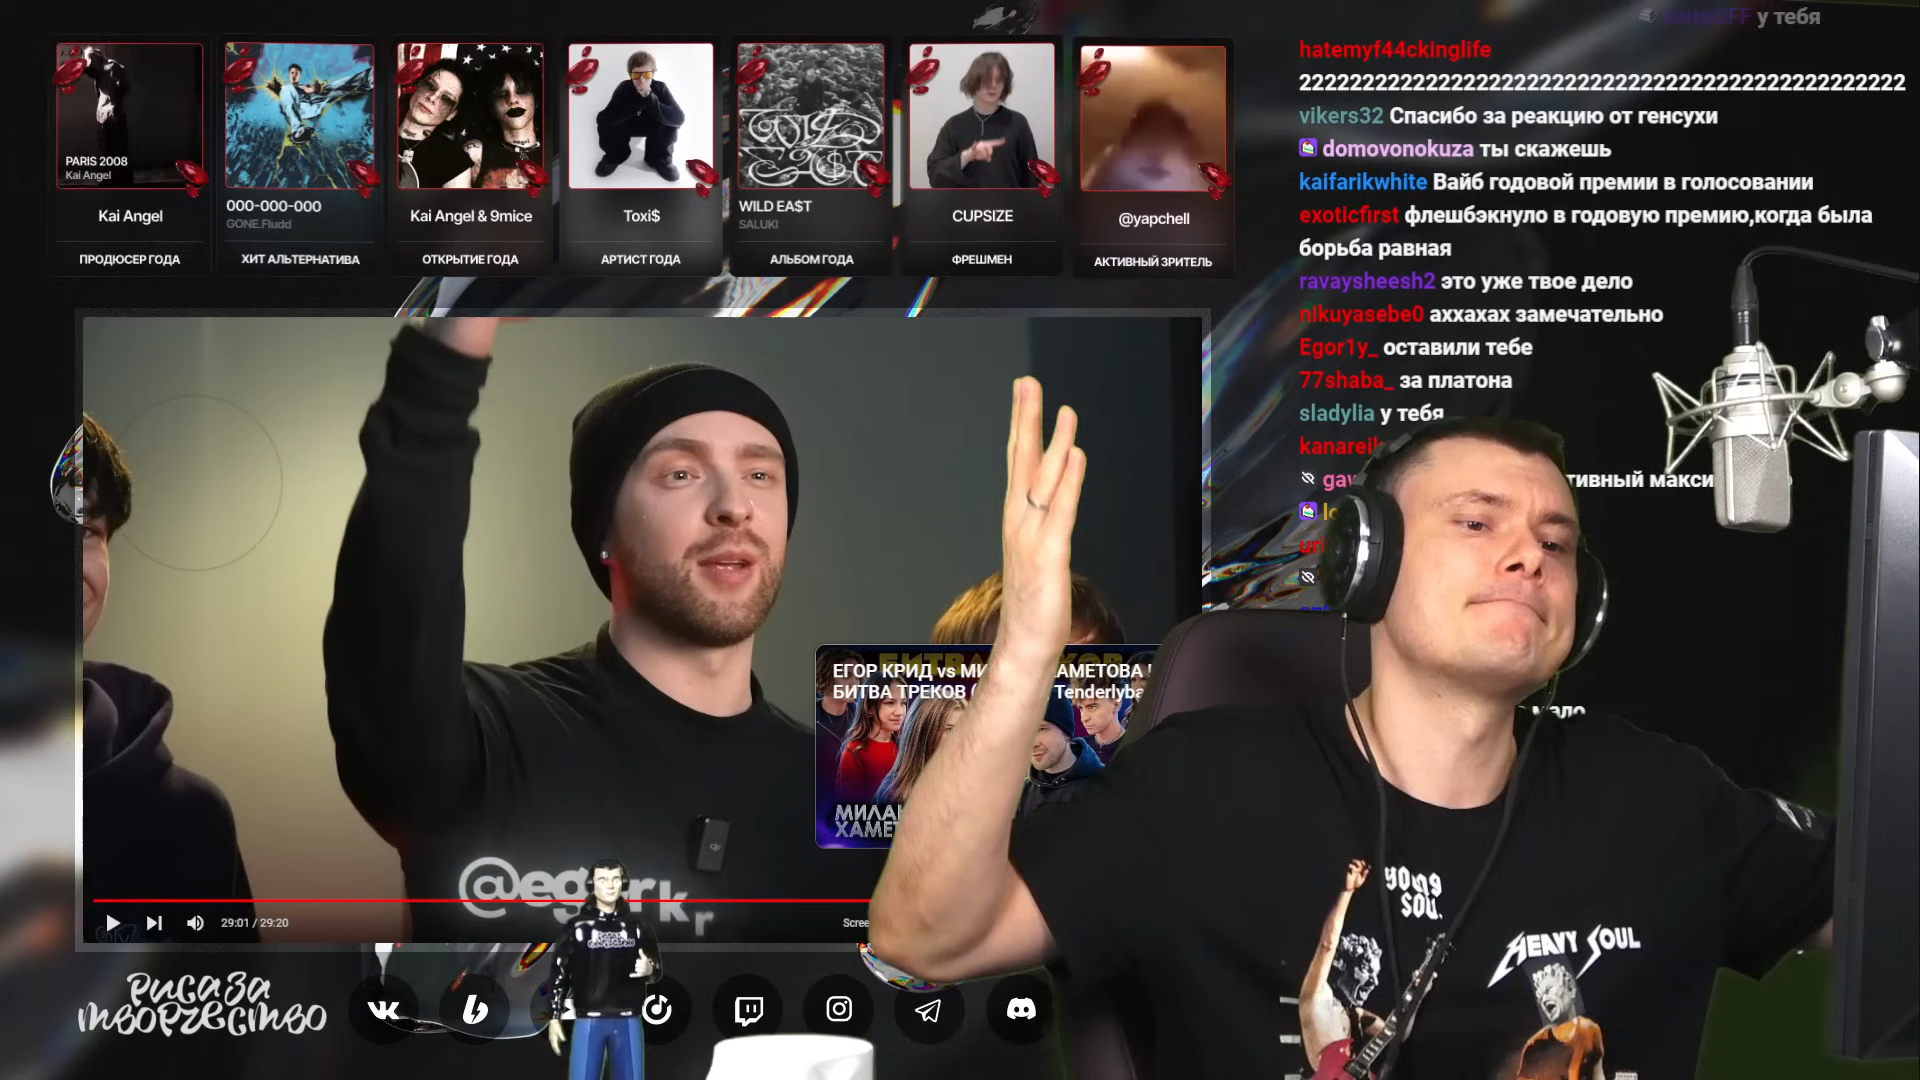 PARIS 2008
Kai Angel
Kai Angel
ПРОДЮСЕР ГОДА
000-000-000
GONE.Fludd
ХИТ АЛЬТЕРНАТИВА
Kai Angel & 9mice
ОТКРЫТИЕ ГОДА
Toxi$
АРТИСТ ГОДА
WILD EA$T
SALUKI
АЛЬБОМ ГОДА
CUPSIZE
ФРЕШМЕН
@yapchell
АКТИВНЫЙ ЗРИТЕЛЬ
у тебя
hatemyf44ckinglife
22222222222222222222222222222222222222222222222222
vikers32 Спасибо за реакцию от генсухи
domovonokuza ты скажешь
kaifarikwhite Вайб годовой премии в голосовании
exoticfirst флешбэкнуло в годовую премию,когда была
борьба равная
ravaysheesh2 это уже твое дело
nikuyasebe0 аххахах замечательно
Egor1y_ оставили тебе
77shaba_ за платона
sladylia у тебя
ЕГОР КРИД vs
БИТВА ТРЕКОВ
Tenderlyba
29:01 / 29:20
РИСАЗА
ТВОРЧЕСТВО
YOUNG
SOUL
HEAVY SOUL